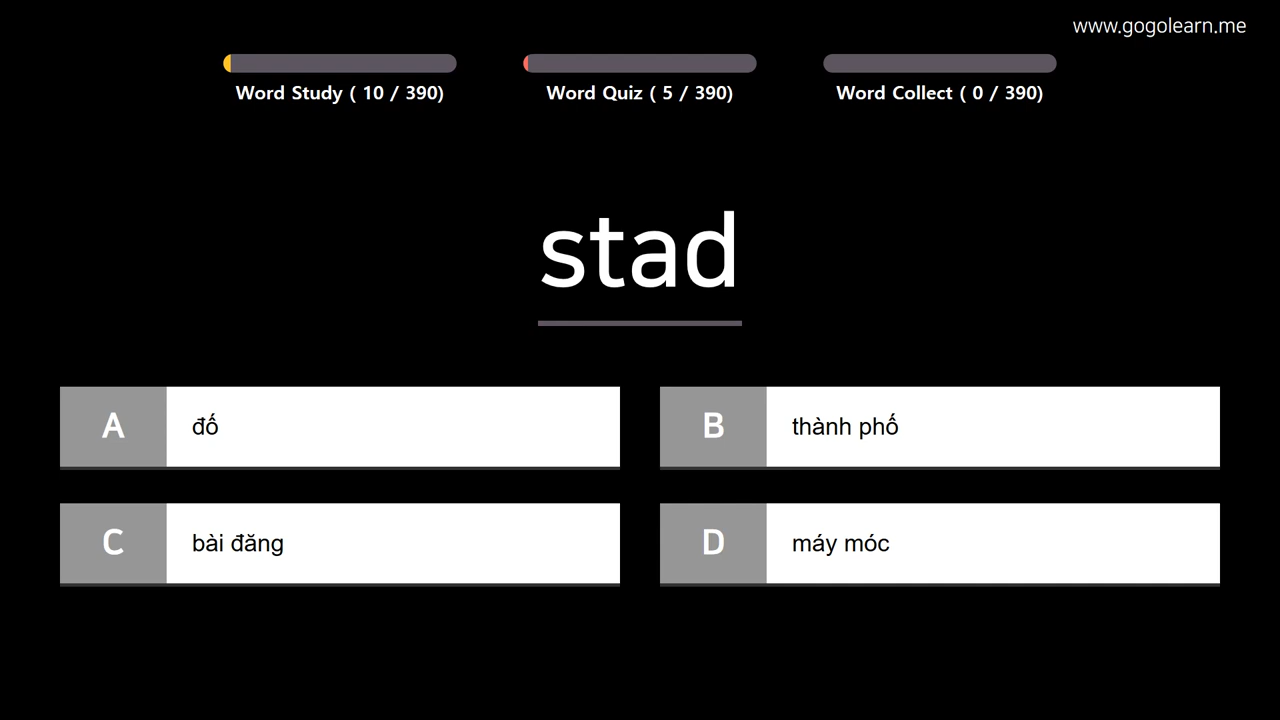 www.gogolearn.me
Word Study ( 10 / 390)
Word Quiz ( 5 / 390)
Word Collect ( 0 / 390)
stad
A đố
B thành phố
C bài đăng
D máy móc